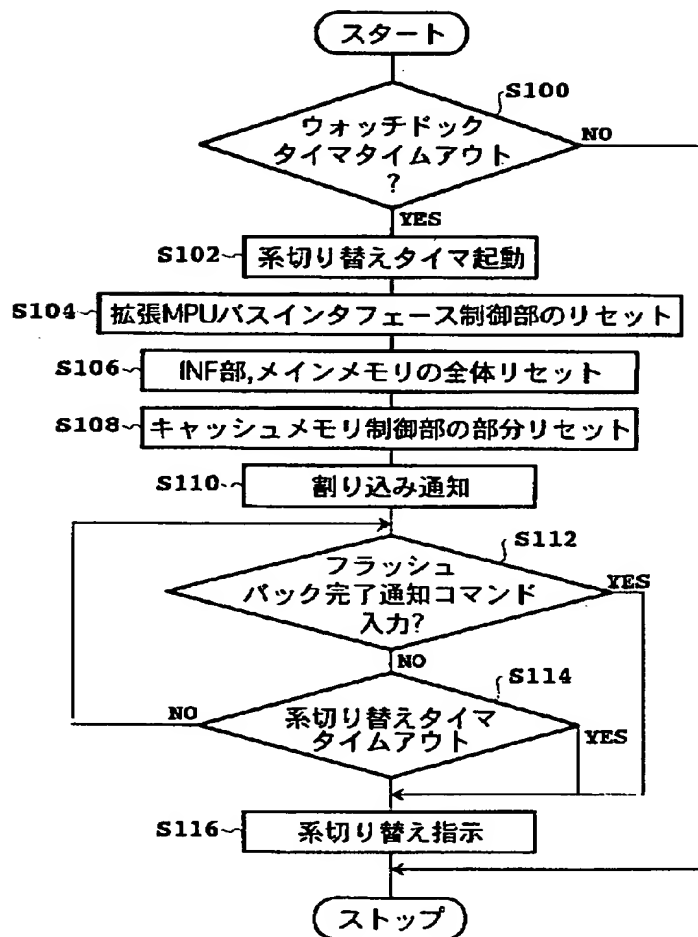 スタート
S100
ウォッチドック
タイマタイムアウト
?
NO
YES
S102
系切り替えタイマ起動
S104
拡張MPUバスインタフェース制御部のリセット
S106
INF部,メインメモリの全体リセット
S108
キャッシュメモリ制御部の部分リセット
S110
割り込み通知
S112
フラッシュ
バック完了通知コマンド
入力?
YES
NO
S114
系切り替えタイマ
タイムアウト
NO
YES
S116
系切り替え指示
ストップ